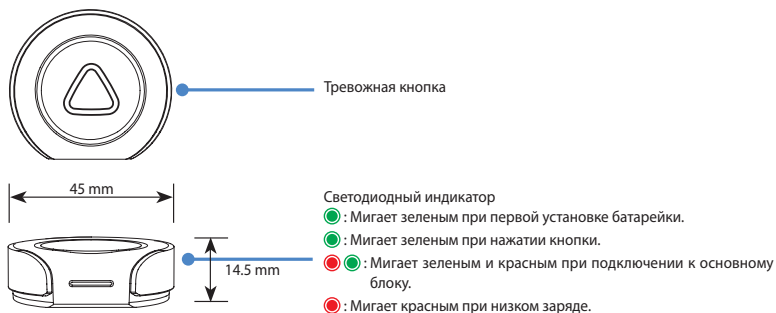 Тревожная кнопка
45 mm
14.5 mm
Светодиодный индикатор
: Мигает зеленым при первой установке батарейки.
: Мигает зеленым при нажатии кнопки.
: Мигает зеленым и красным при подключении к основному
блоку.
: Мигает красным при низком заряде.